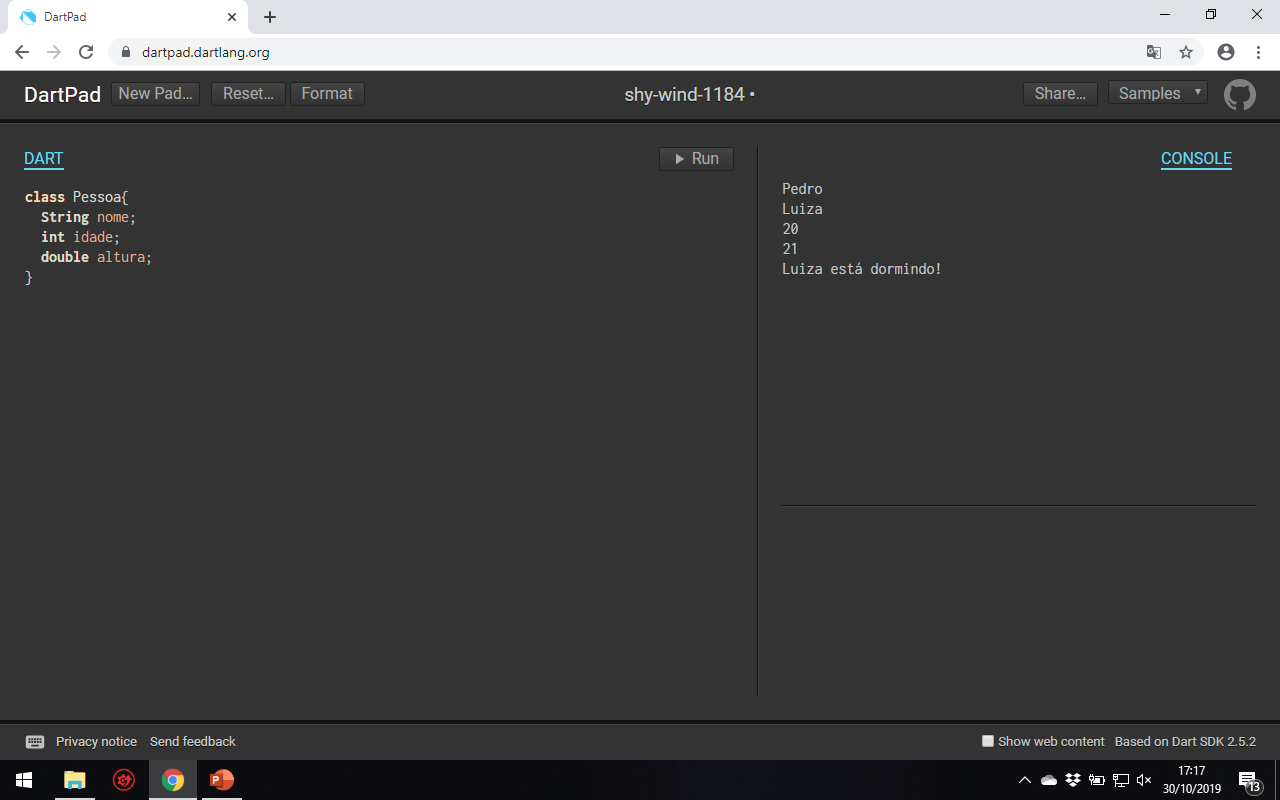 DartPad
dartpad.dartlang.org
DartPad New Pad... Reset... Format shy-wind-1184 • Share... Samples
DART Run
class Pessoa{
  String nome;
  int idade;
  double altura;
}
CONSOLE
Pedro
Luiza
20
21
Luiza está dormindo!
Privacy notice Send feedback Show web content Based on Dart SDK 2.5.2
17:17
30/10/2019
13